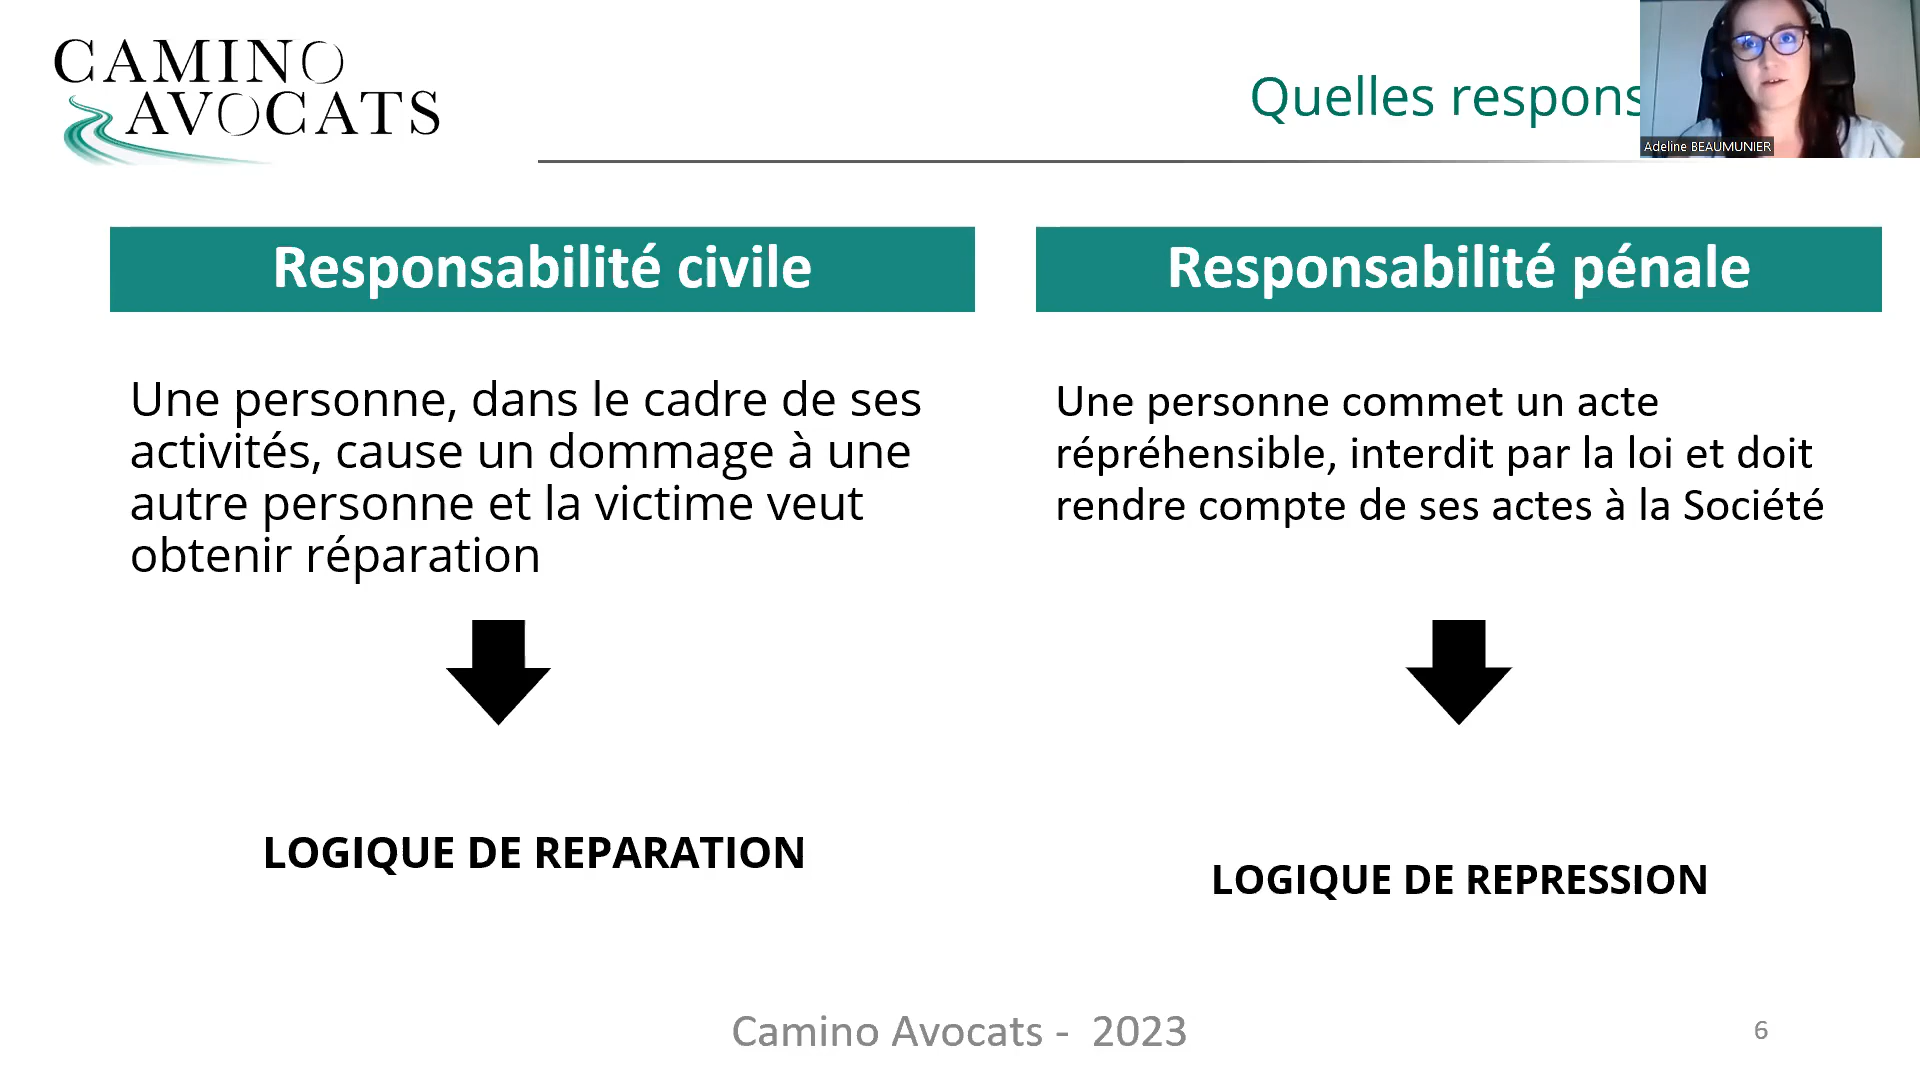 CAMINO
AVOCATS
Quelles respons
Adeline BEAUMUNIER
Responsabilité civile
Une personne, dans le cadre de ses
activités, cause un dommage à une
autre personne et la victime veut
obtenir réparation
LOGIQUE DE REPARATION
Responsabilité pénale
Une personne commet un acte
répréhensible, interdit par la loi et doit
rendre compte de ses actes à la Société
LOGIQUE DE REPRESSION
Camino Avocats - 2023
6